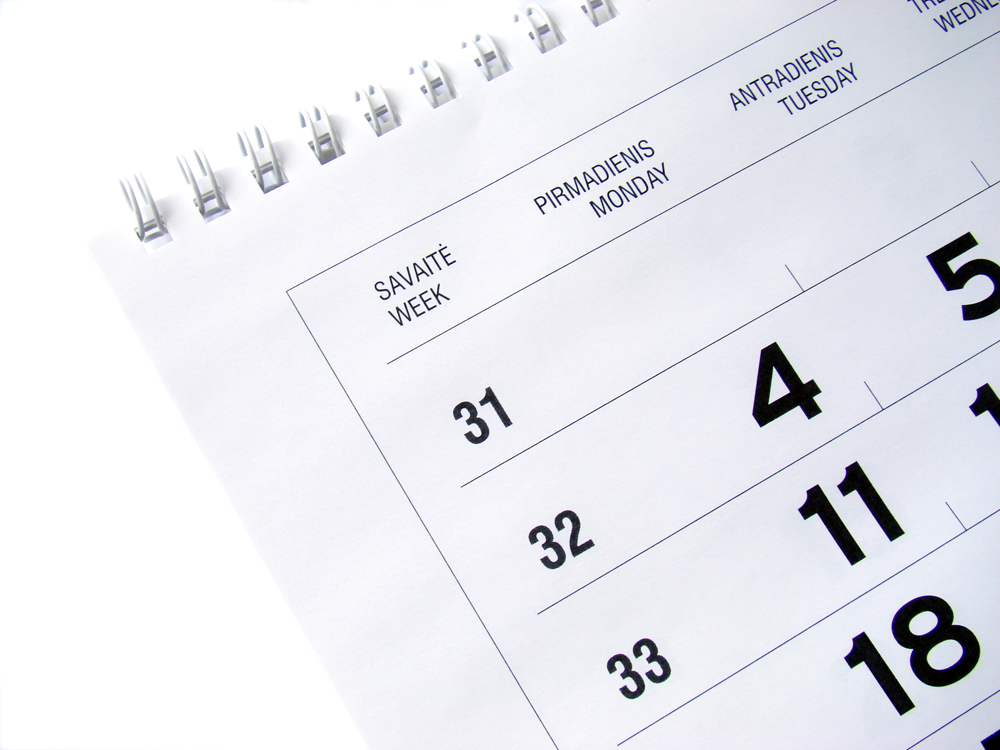 SAVAITĖ
WEEK
PIRMADIENIS
MONDAY
ANTRADIENIS
TUESDAY
31
32 4 5
33 11
18